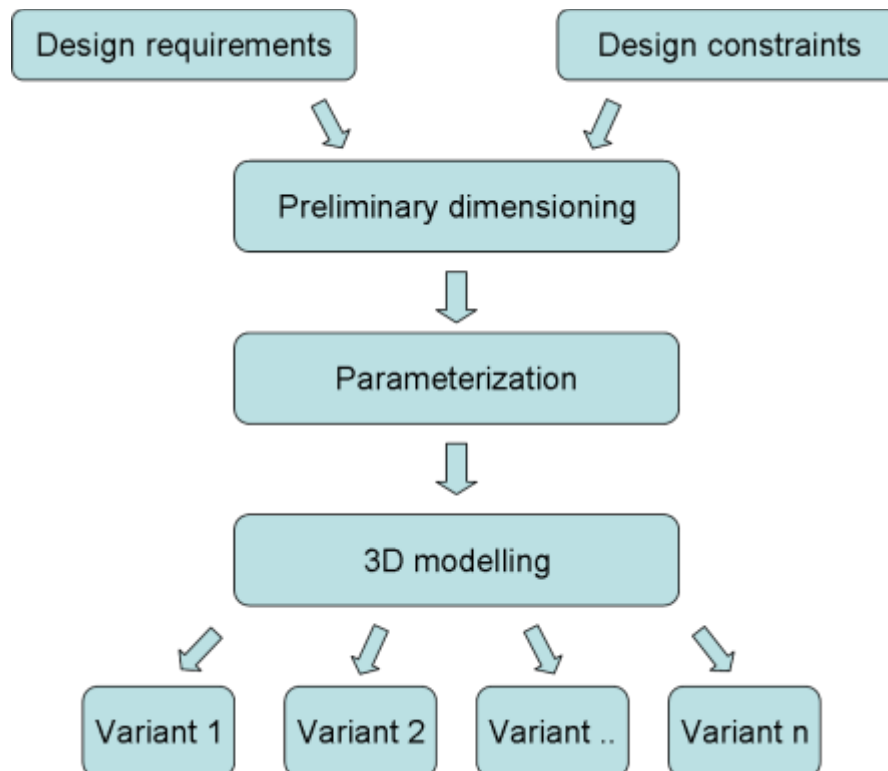 Design requirements
Design constraints
Preliminary dimensioning
Parameterization
3D modelling
Variant 1
Variant 2
Variant ..
Variant n